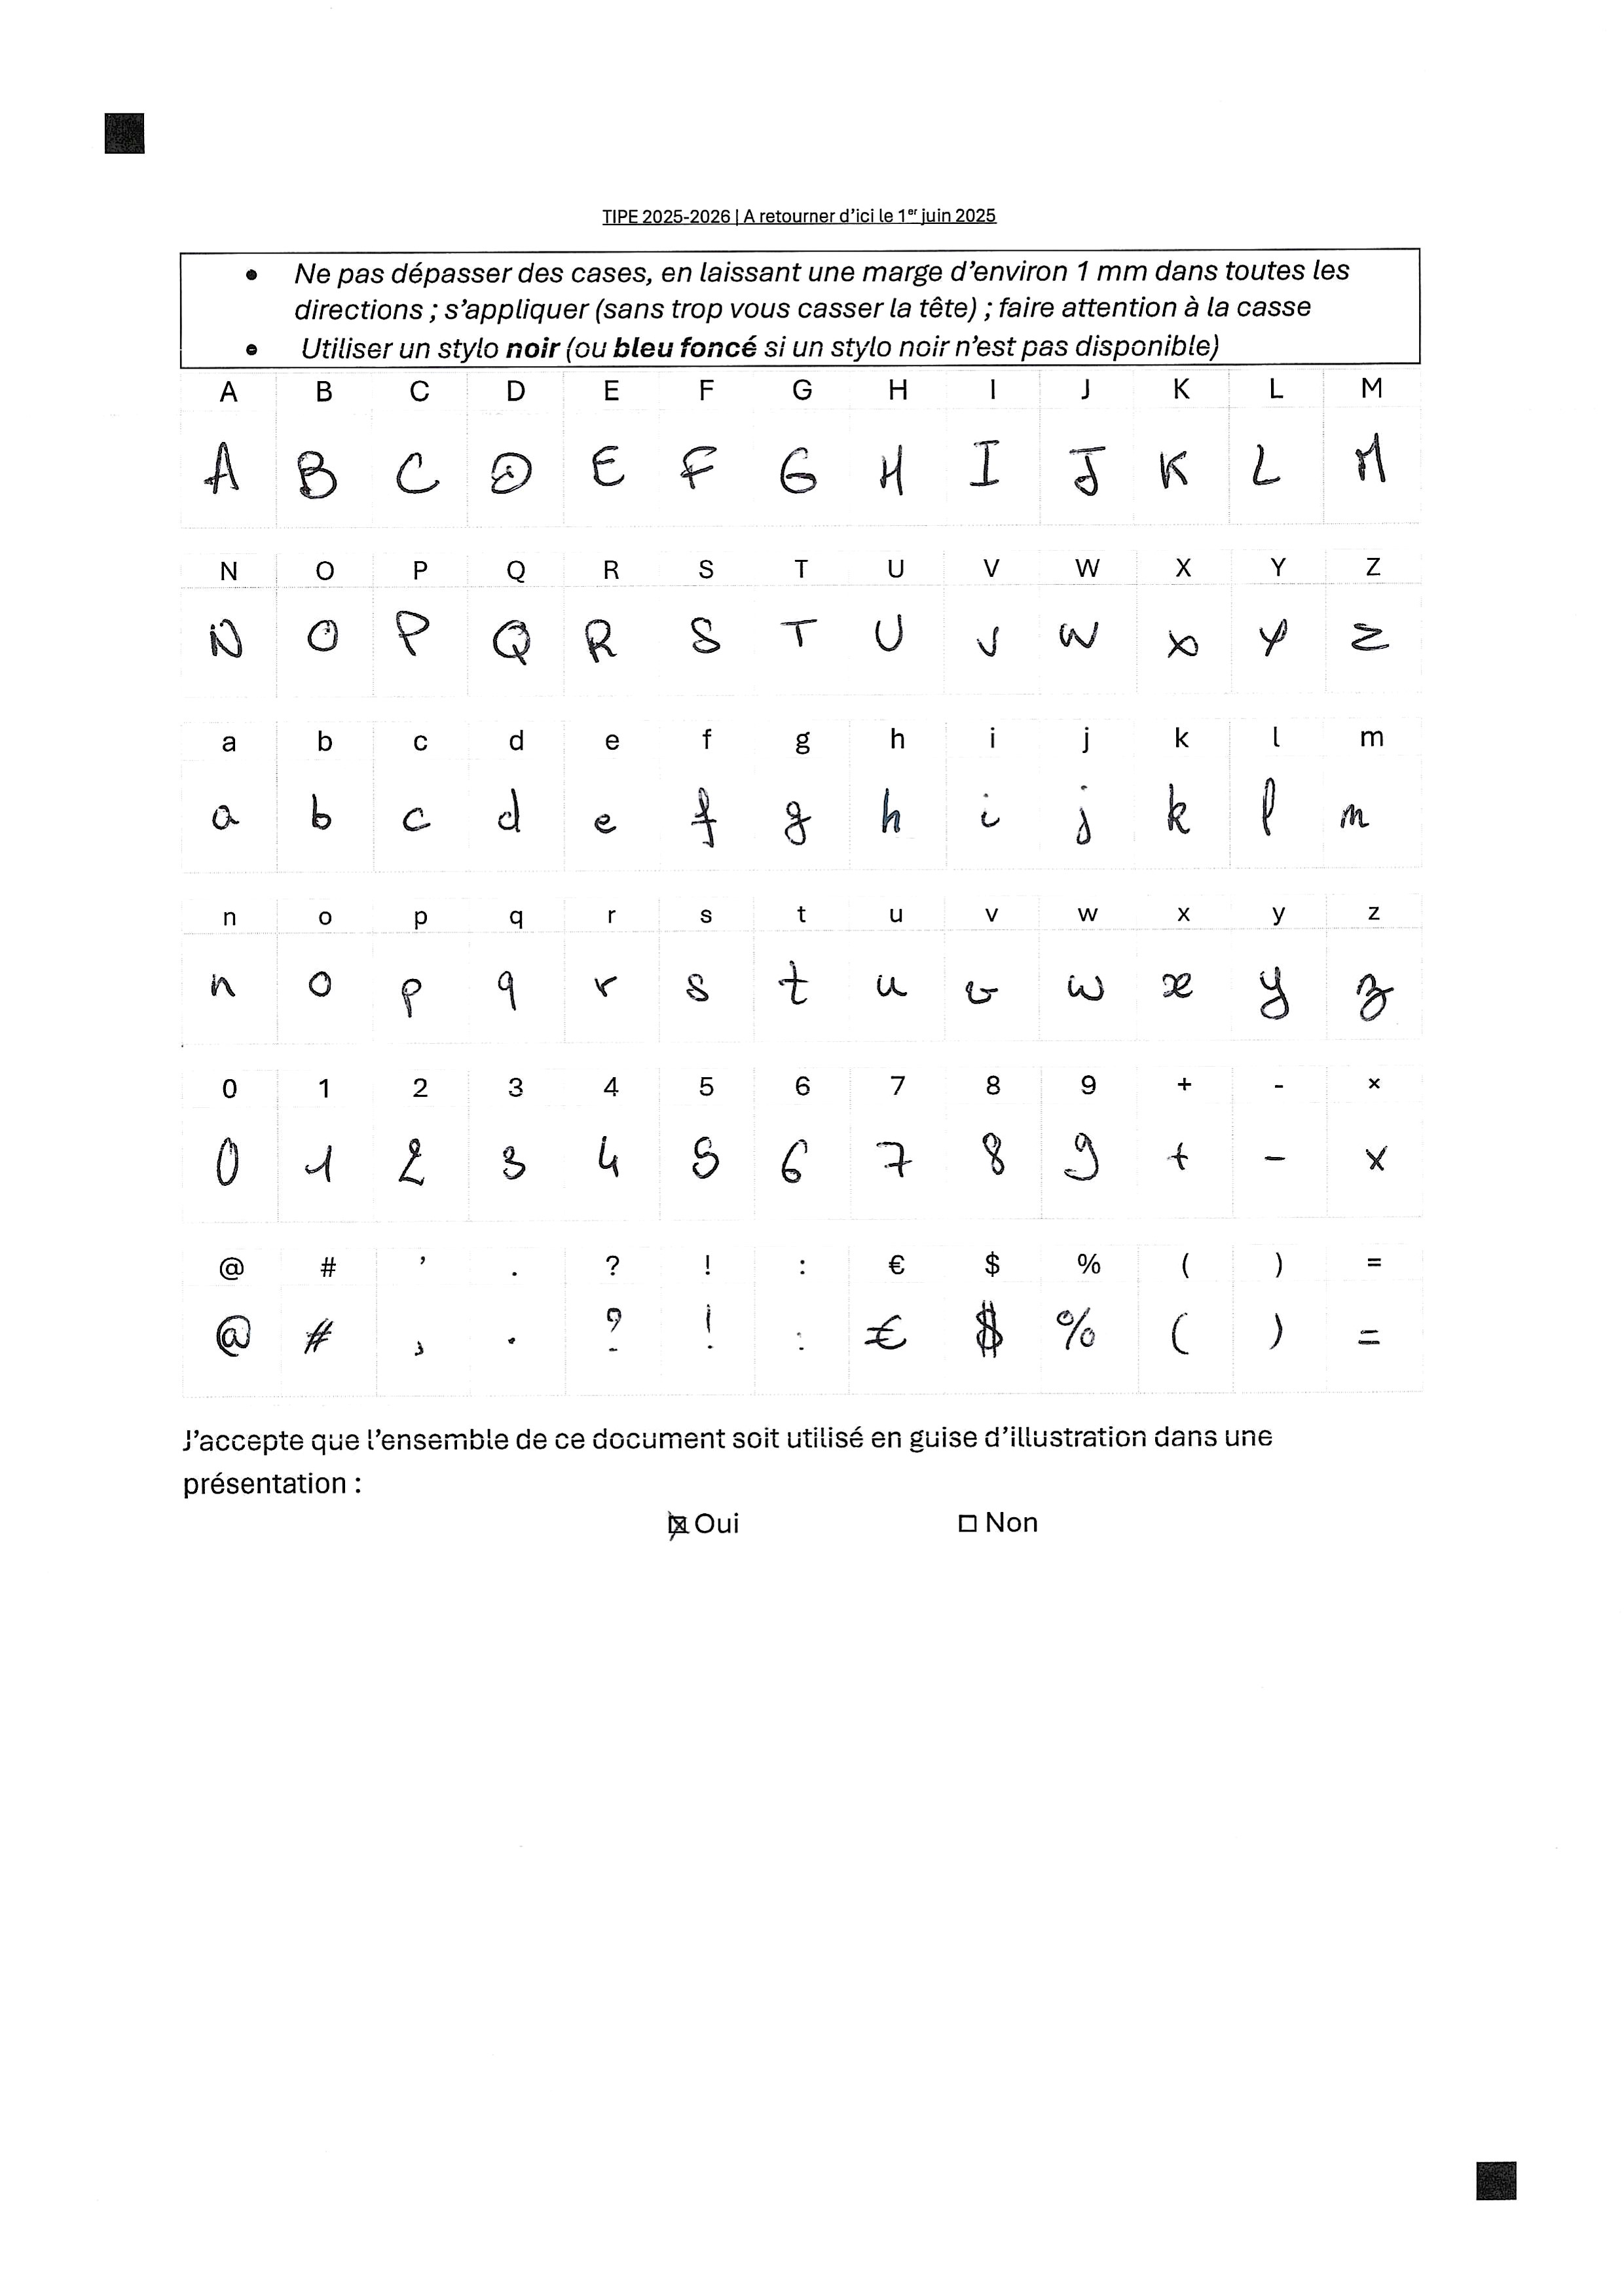 TIPE 2025-2026 | A retourner d'ici le 1er juin 2025
• Ne pas dépasser des cases, en laissant une marge d'environ 1 mm dans toutes les
directions ; s'appliquer (sans trop vous casser la tête) ; faire attention à la casse
• Utiliser un stylo noir (ou bleu foncé si un stylo noir n'est pas disponible)
A B C D E F G H I J K L M
A B C D E F G H I J K L M
N O P Q R S T U V W X Y Z
N O P Q R S T U V W X Y Z
a b c d e f g h i j k l m
a b c d e f g h i j k l m
n o p q r s t u v w x y z
n o p q r s t u v w x y z
0 1 2 3 4 5 6 7 8 9 + - ×
0 1 2 3 4 5 6 7 8 9 + - ×
@ # ’ . ? ! : € $ % ( ) =
@ # , . ? ! : € $ % ( ) =
J'accepte que l'ensemble de ce document soit utilisé en guise d'illustration dans une
présentation :
☒ Oui ☐ Non